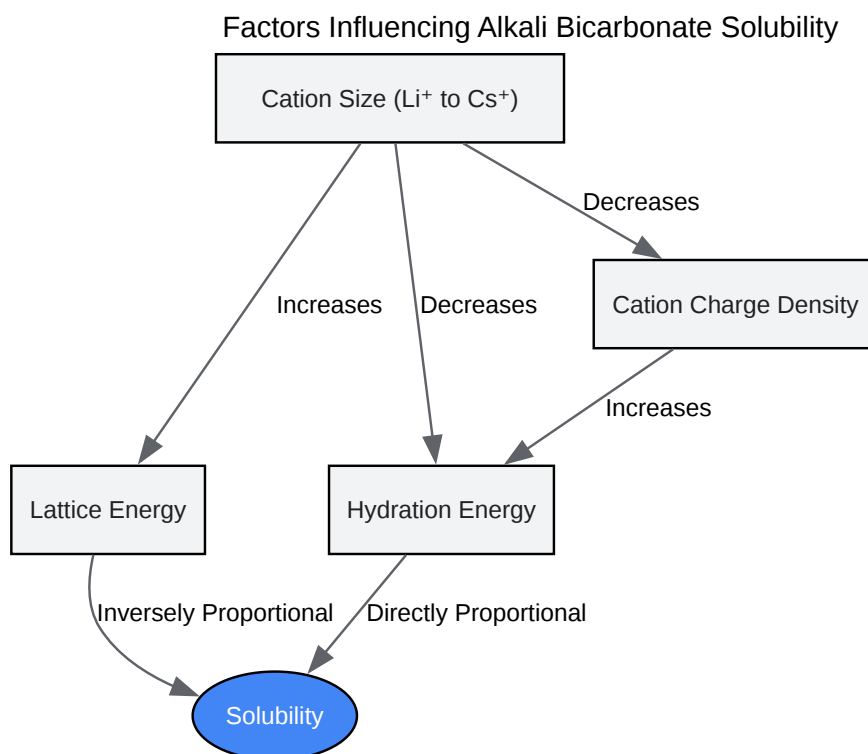 Factors Influencing Alkali Bicarbonate Solubility
Cation Size (Li⁺ to Cs⁺)
Decreases
Increases
Decreases
Cation Charge Density
Increases
Lattice Energy
Hydration Energy
Inversely Proportional
Directly Proportional
Solubility